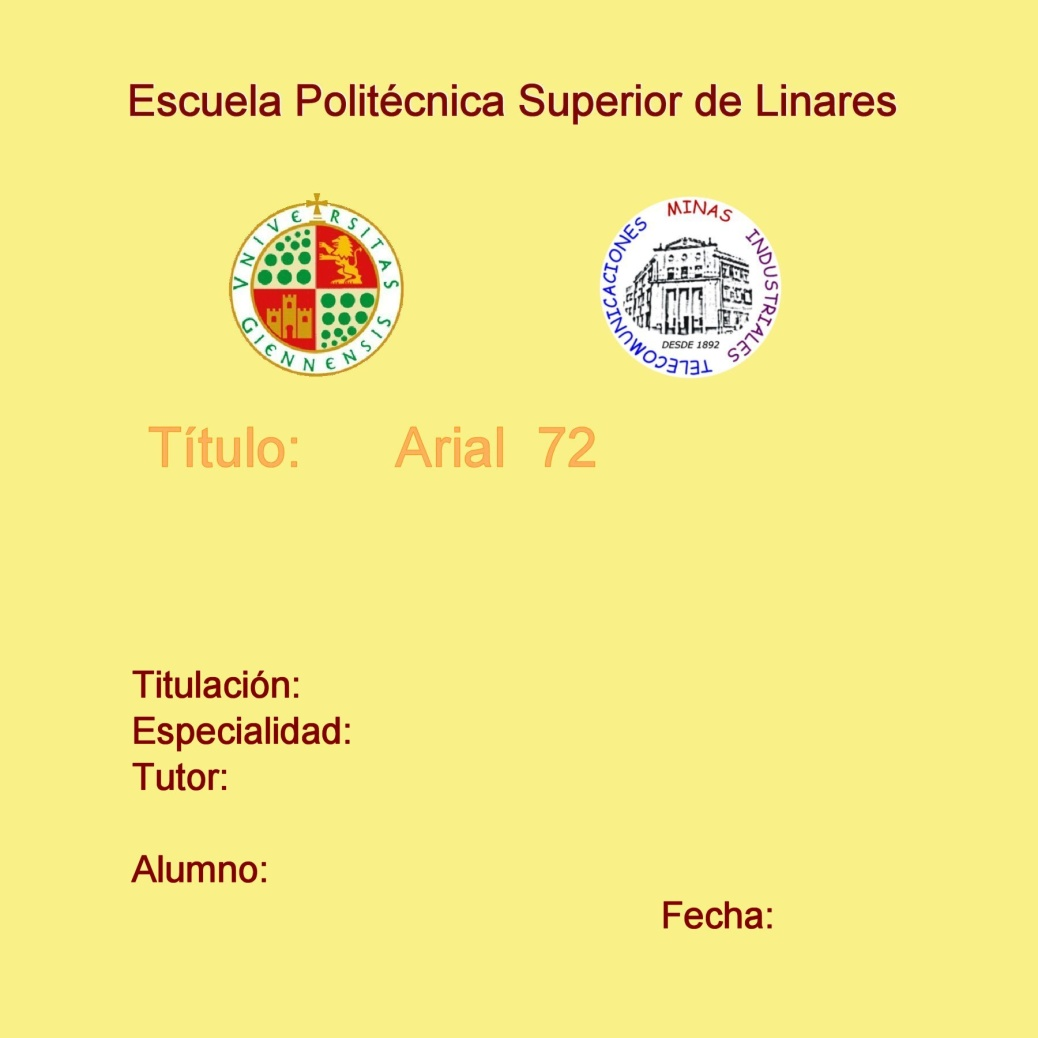 Escuela Politécnica Superior de Linares
VNIVERSITAS GIENNENSIS
MINAS INDUSTRIALES TELECOMUNICACIONES
DESDE 1892
Título: Arial 72
Titulación:
Especialidad:
Tutor:
Alumno:
Fecha: